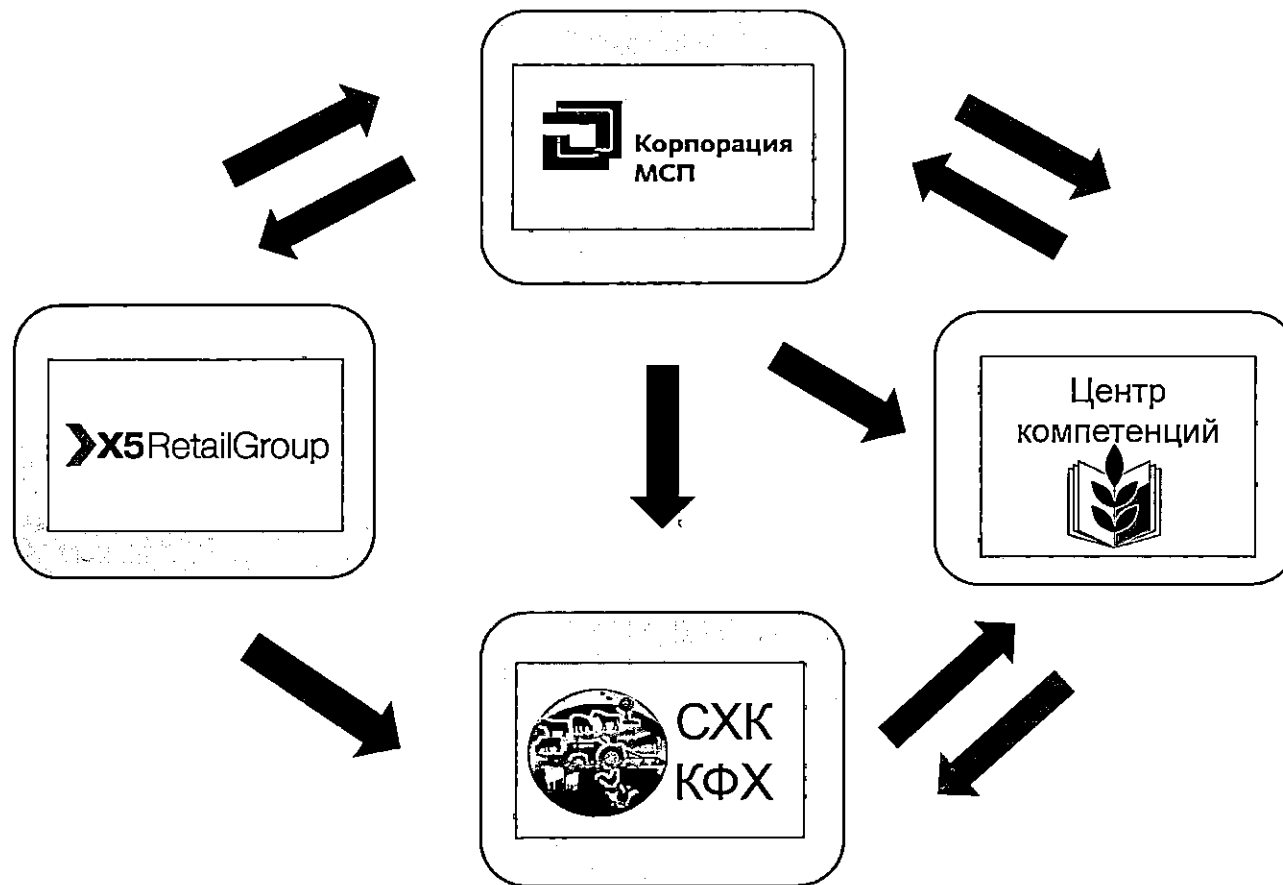 Корпорация
МСП
X5RetailGroup
Центр
компетенций
СХК
КФХ